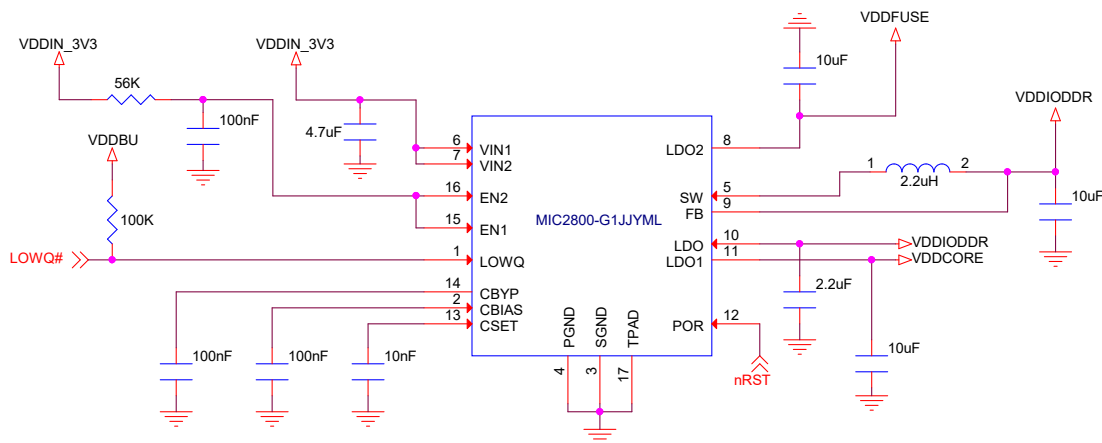 VDDIN_3V3
VDDIN_3V3
VDDFUSE
56K
100nF
4.7uF
10uF
VDDIODDR
VDDBU
100K
LOWQ#
6 VIN1
7 VIN2
16 EN2
15 EN1
1 LOWQ
14 CBYP
2 CBIAS
13 CSET
MIC2800-G1JJYML
LDO2 8
SW 5
FB 9
LDO 10
LDO1 11
POR 12
1 2
2.2uH
10uF
VDDIODDR
VDDCORE
2.2uF
10uF
nRST
PGND
SGND
TPAD
4
3
17
100nF
100nF
10nF